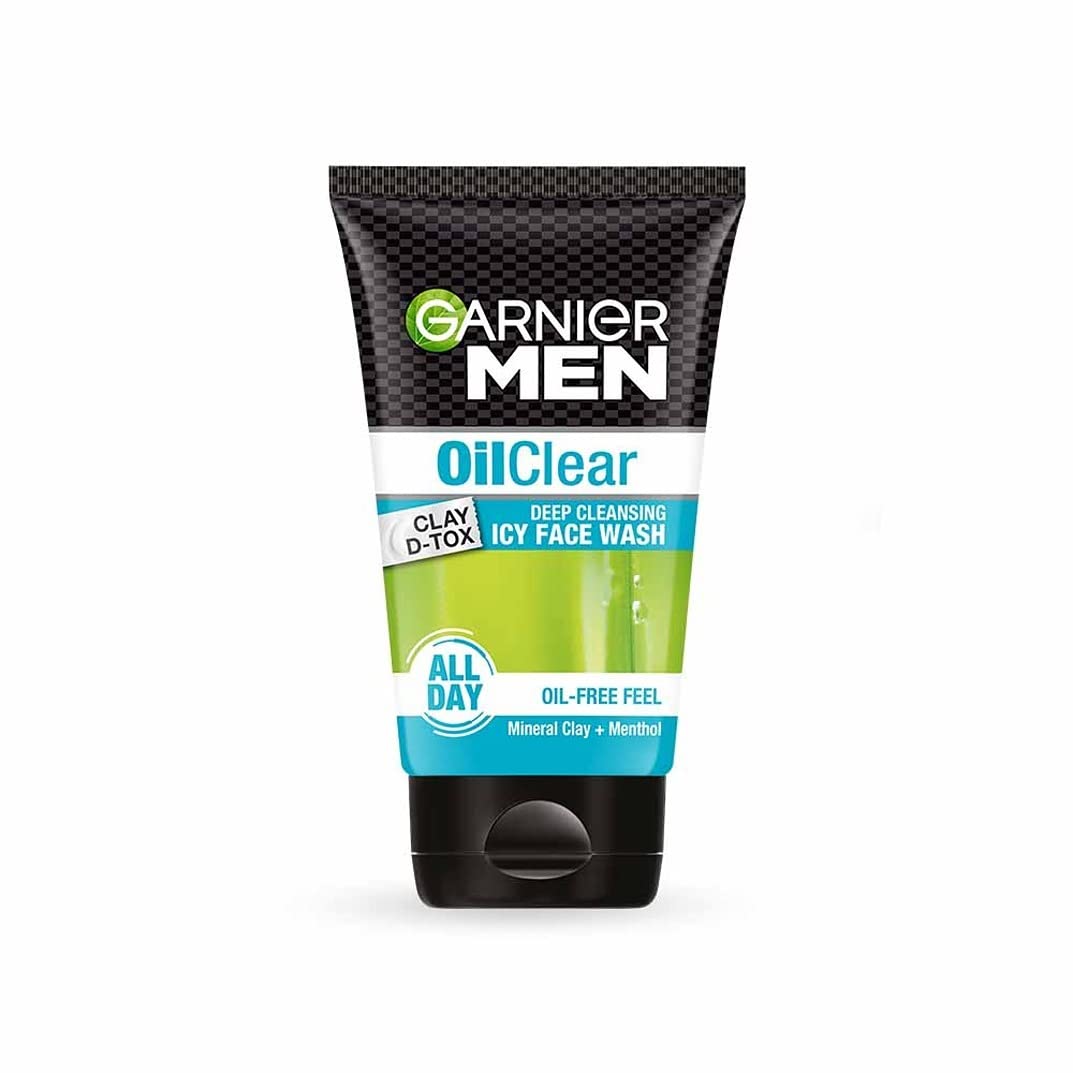 GARNIER
MEN
OilClear
CLAY
D-TOX
DEEP CLEANSING
ICY FACE WASH
ALL
DAY
OIL-FREE FEEL
Mineral Clay + Menthol